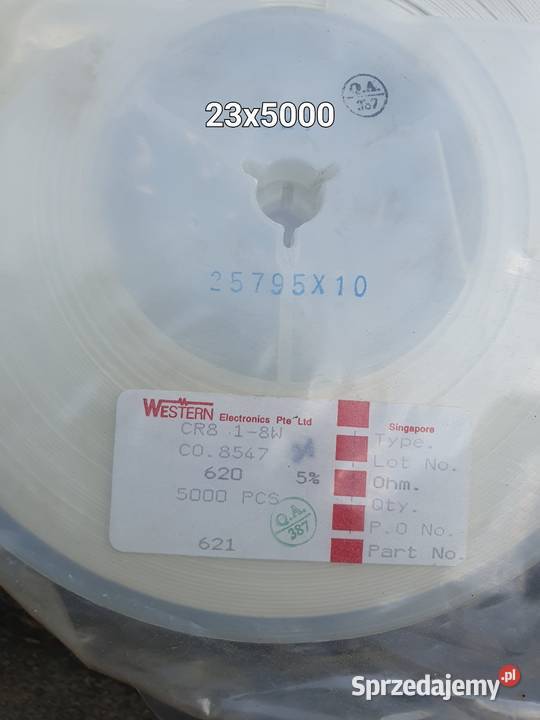 Q.A.
387
23x5000
25795X10
WESTERN Electronics Pte Ltd
Singapore
CR8 1-8W Type.
CO.8547 Lot No.
620 5% Ohm.
5000 PCS Qty.
Q.A.
387
P.O No.
621 Part No.
Sprzedajemy.pl